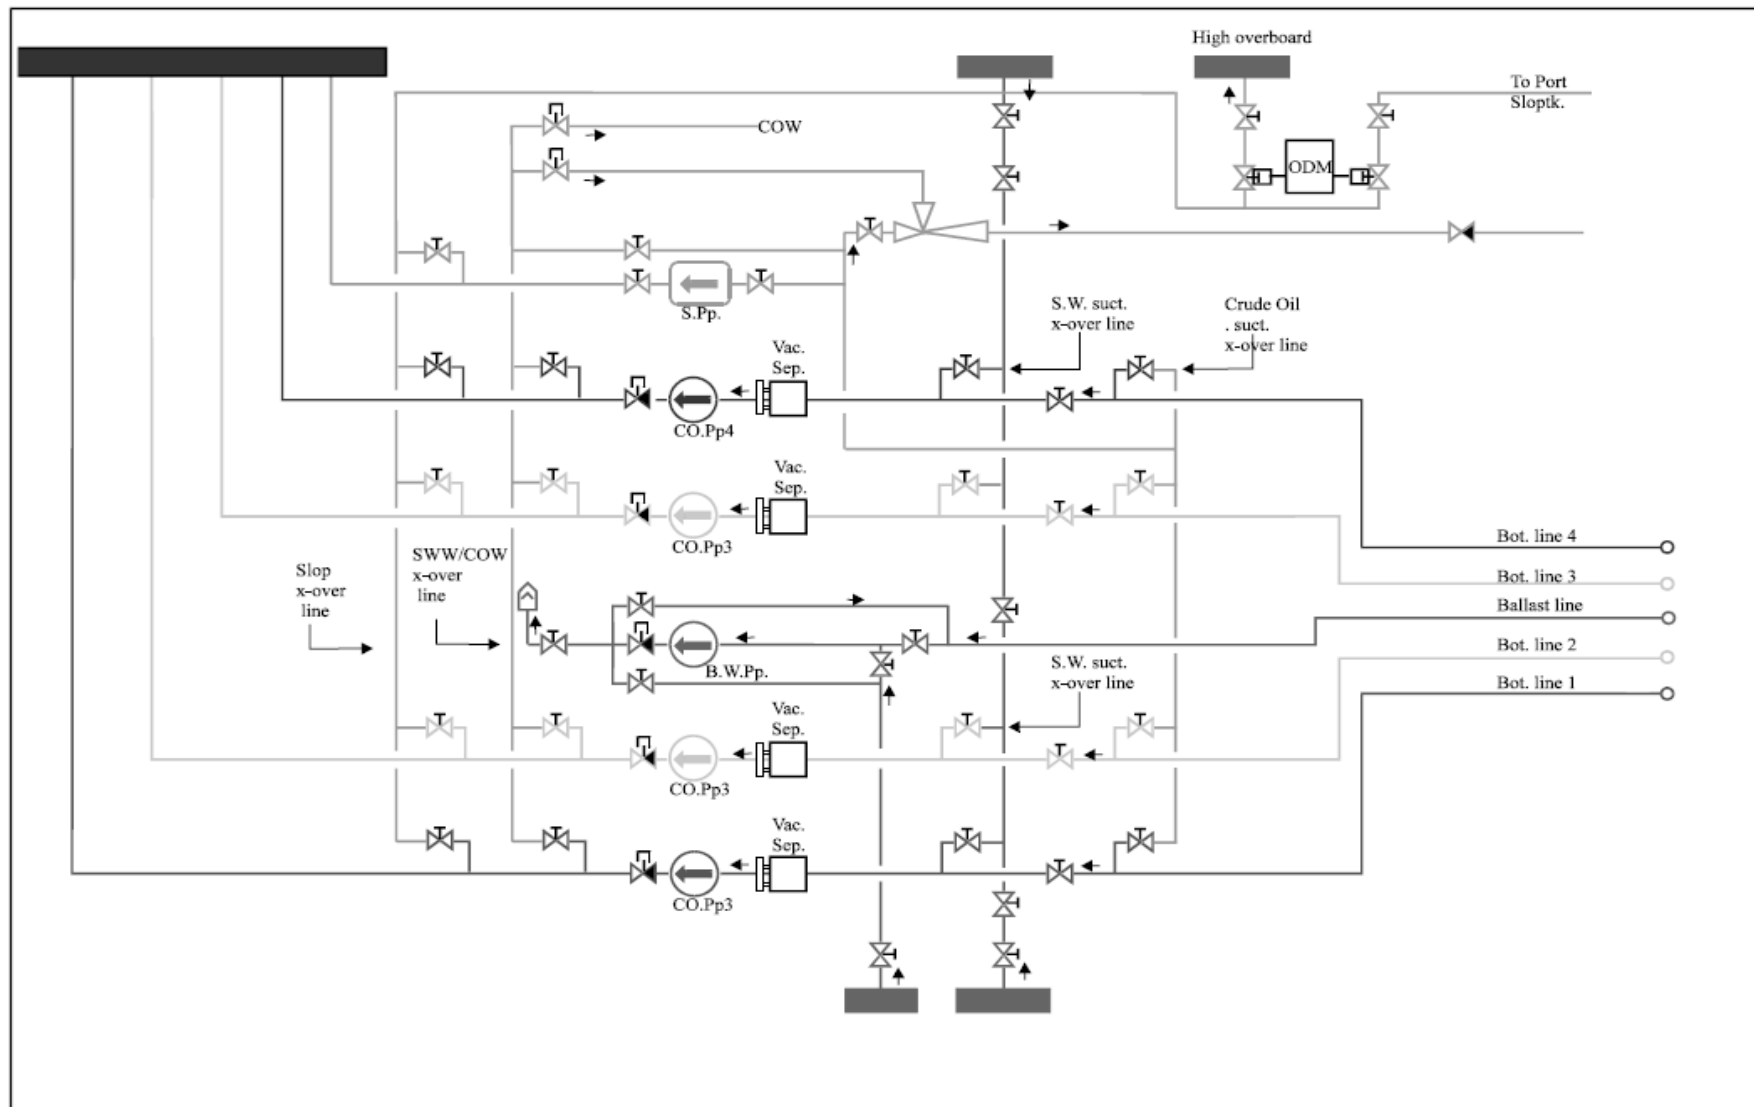 High overboard
To Port
Sloptk.
COW
ODM
S.Pp.
S.W. suct.
x-over line
Crude Oil
. suct.
x-over line
Vac.
Sep.
CO.Pp4
Vac.
Sep.
CO.Pp3
Bot. line 4
Bot. line 3
Ballast line
Bot. line 2
Bot. line 1
Slop
x-over
line
SWW/COW
x-over
line
B.W.Pp.
S.W. suct.
x-over line
Vac.
Sep.
CO.Pp3
Vac.
Sep.
CO.Pp3